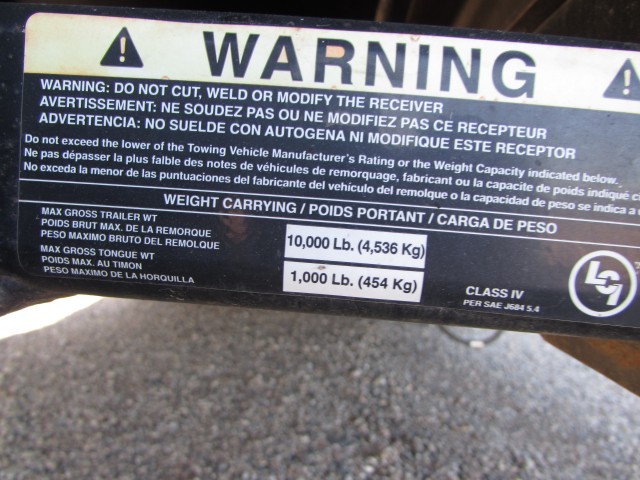 WARNING
WARNING: DO NOT CUT, WELD OR MODIFY THE RECEIVER
AVERTISSEMENT: NE SOUDEZ PAS OU NE MODIFIEZ PAS CE RECEPTEUR
ADVERTENCIA: NO SUELDE CON AUTOGENA NI MODIFIQUE ESTE RECEPTOR
Do not exceed the lower of the Towing Vehicle Manufacturer's Rating or the Weight Capacity indicated below.
Ne pas dépasser la plus faible des notes de véhicules de remorquage, fabricant ou la capacite de poids indiqué
No exceda la menor de las puntuaciones del fabricante del vehículo del remolque o la capacidad de peso se indica a
WEIGHT CARRYING / POIDS PORTANT / CARGA DE PESO
MAX GROSS TRAILER WT
POIDS BRUT MAX. DE LA REMORQUE
PESO MAXIMO BRUTO DEL REMOLQUE
10,000 Lb. (4,536 Kg)
MAX GROSS TONGUE WT
POIDS MAX. AU TIMON
PESO MAXIMO DE LA HORQUILLA
1,000 Lb. (454 Kg)
CLASS IV
PER SAE J684 5.4
LCI